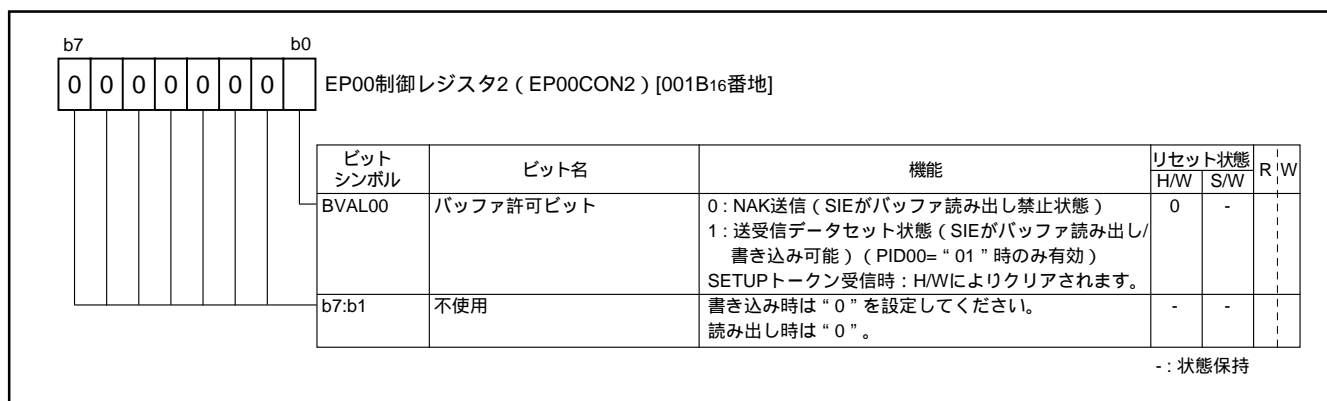 b7 b0
0 0 0 0 0 0 0 EP00制御レジスタ2（EP00CON2）[001B16番地]
ビットシンボル ビット名 機能 リセット状態 R W
H/W S/W
BVAL00 バッファ許可ビット 0 : NAK送信（SIEがバッファ読み出し禁止状態） 0 -
1 : 送受信データセット状態（SIEがバッファ読み出し/
書き込み可能）（PID00=“01”時のみ有効）
SETUPトークン受信時：H/Wによりクリアされます。
b7:b1 不使用 書き込み時は“0”を設定してください。 - -
読み出し時は“0”。
- : 状態保持